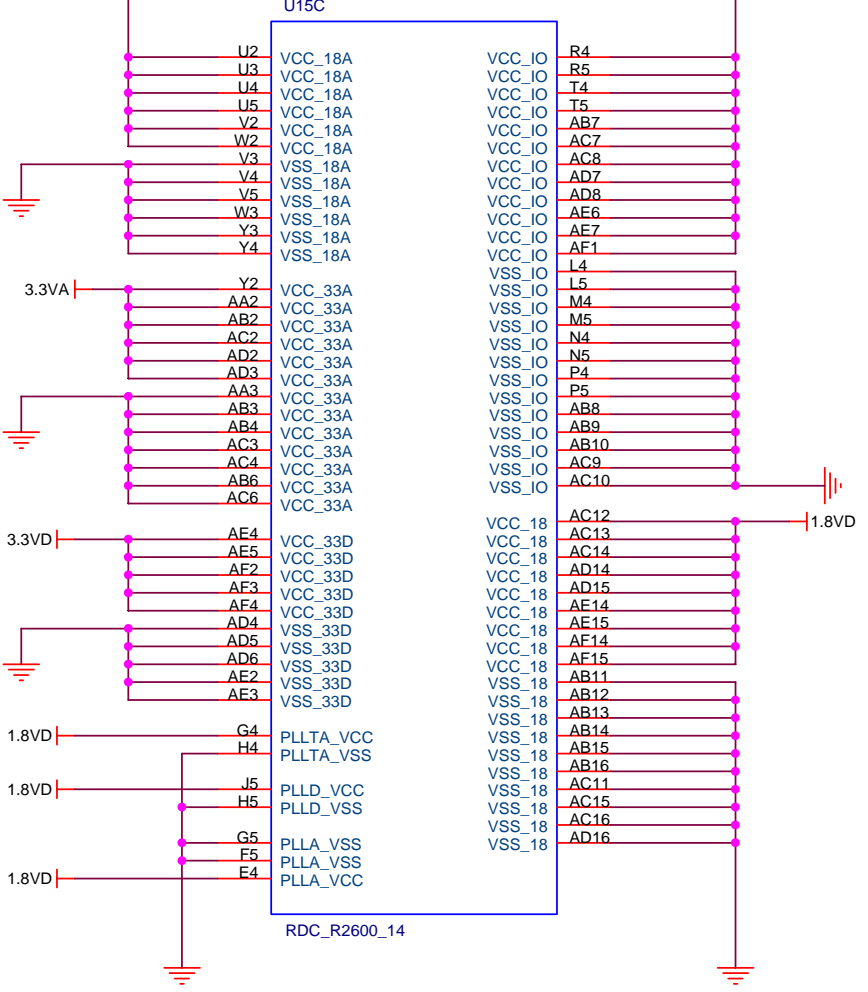 U15C
U2 VCC_18A
U3 VCC_18A
U4 VCC_18A
U5 VCC_18A
V2 VCC_18A
W2 VCC_18A
V3 VSS_18A
V4 VSS_18A
V5 VSS_18A
W3 VSS_18A
Y3 VSS_18A
Y4 VSS_18A
3.3VA Y2 VCC_33A
AA2 VCC_33A
AB2 VCC_33A
AC2 VCC_33A
AD2 VCC_33A
AD3 VCC_33A
AA3 VCC_33A
AB3 VCC_33A
AB4 VCC_33A
AC3 VCC_33A
AC4 VCC_33A
AB6 VCC_33A
AC6 VCC_33A
3.3VD AE4 VCC_33D
AE5 VCC_33D
AF2 VCC_33D
AF3 VCC_33D
AF4 VCC_33D
AD4 VSS_33D
AD5 VSS_33D
AD6 VSS_33D
AE2 VSS_33D
AE3 VSS_33D
1.8VD G4 PLLTA_VCC
H4 PLLTA_VSS
1.8VD J5 PLLD_VCC
H5 PLLD_VSS
G5 PLLA_VSS
F5 PLLA_VSS
1.8VD E4 PLLA_VCC
VCC_IO R4
VCC_IO R5
VCC_IO T4
VCC_IO T5
VCC_IO AB7
VCC_IO AC7
VCC_IO AC8
VCC_IO AD7
VCC_IO AD8
VCC_IO AE6
VCC_IO AE7
VCC_IO AF1
VSS_IO L4
VSS_IO L5
VSS_IO M4
VSS_IO M5
VSS_IO N4
VSS_IO N5
VSS_IO P4
VSS_IO P5
VSS_IO AB8
VSS_IO AB9
VSS_IO AB10
VSS_IO AC9
VSS_IO AC10
VCC_18 AC12 1.8VD
VCC_18 AC13
VCC_18 AC14
VCC_18 AD14
VCC_18 AD15
VCC_18 AE14
VCC_18 AE15
VCC_18 AF14
VCC_18 AF15
VSS_18 AB11
VSS_18 AB12
VSS_18 AB13
VSS_18 AB14
VSS_18 AB15
VSS_18 AB16
VSS_18 AC11
VSS_18 AC15
VSS_18 AC16
VSS_18 AD16
RDC_R2600_14